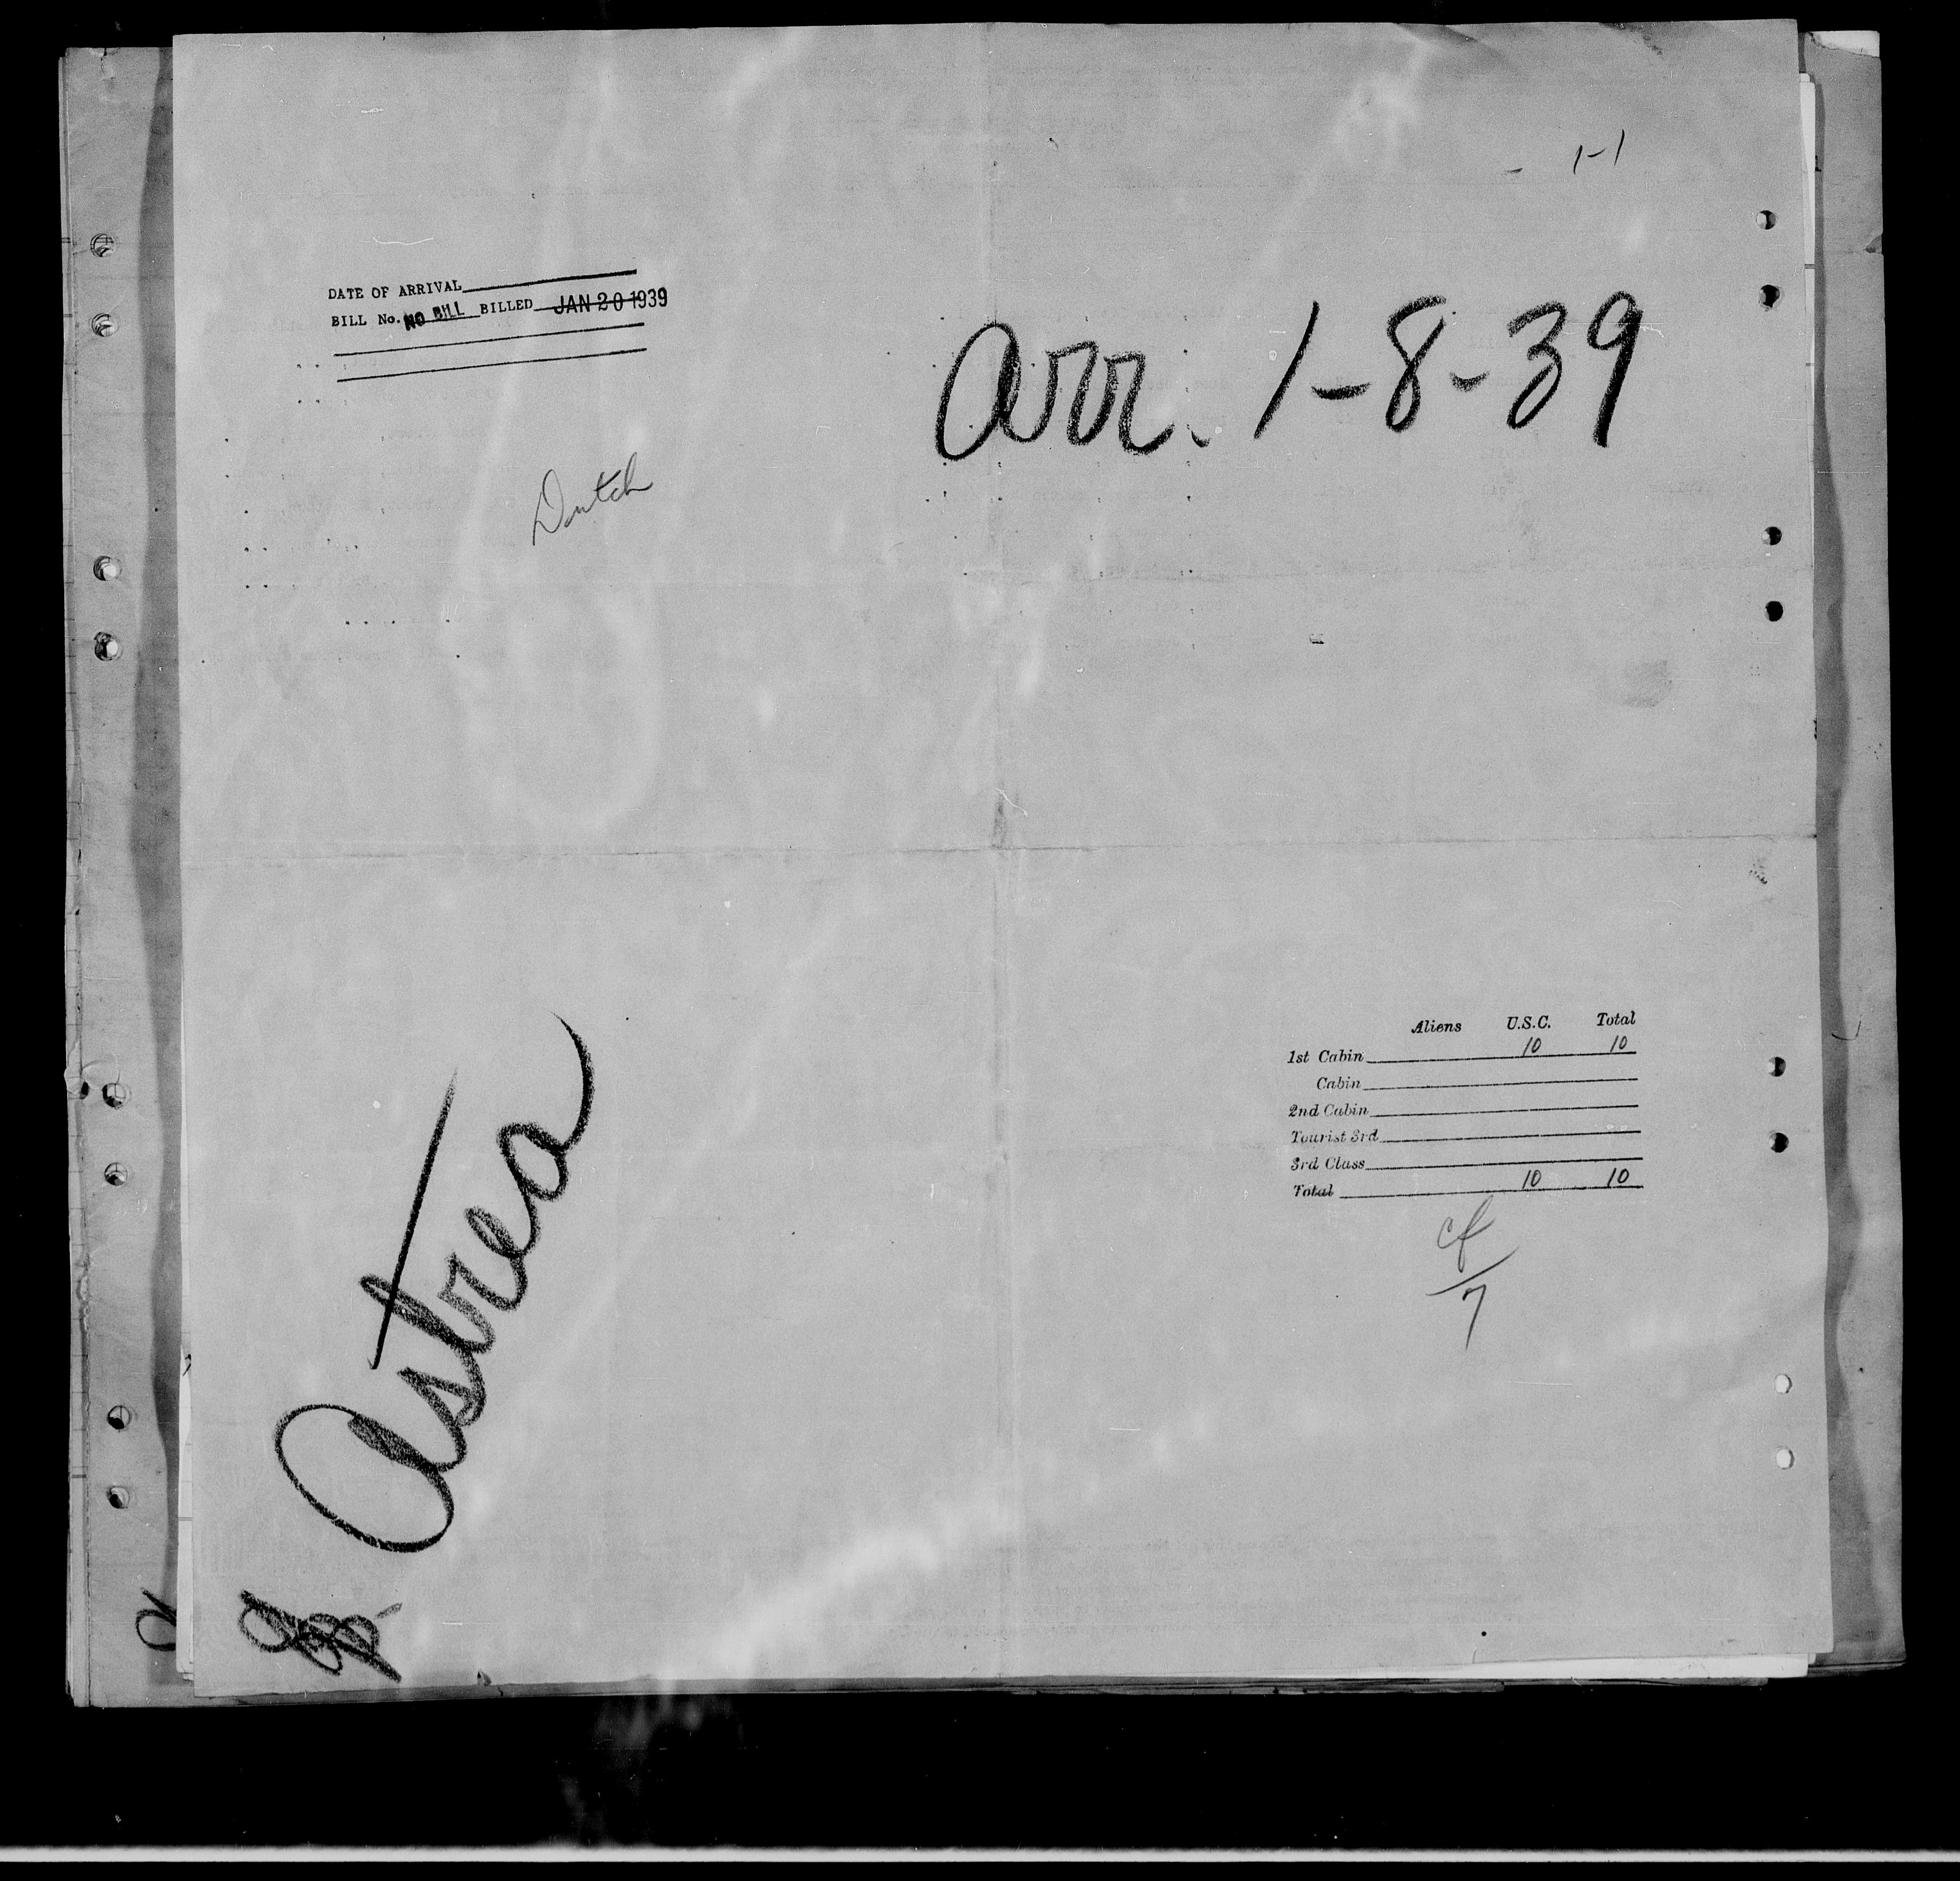 1-1
DATE OF ARRIVAL
BILL No. NO BILL BILLED JAN 20 1939
Arr. 1-8-39
Dutch
Aliens U.S.C. Total
1st Cabin 10 10
Cabin
2nd Cabin
Tourist 3rd
3rd Class
Total 10 10
7
Astrea